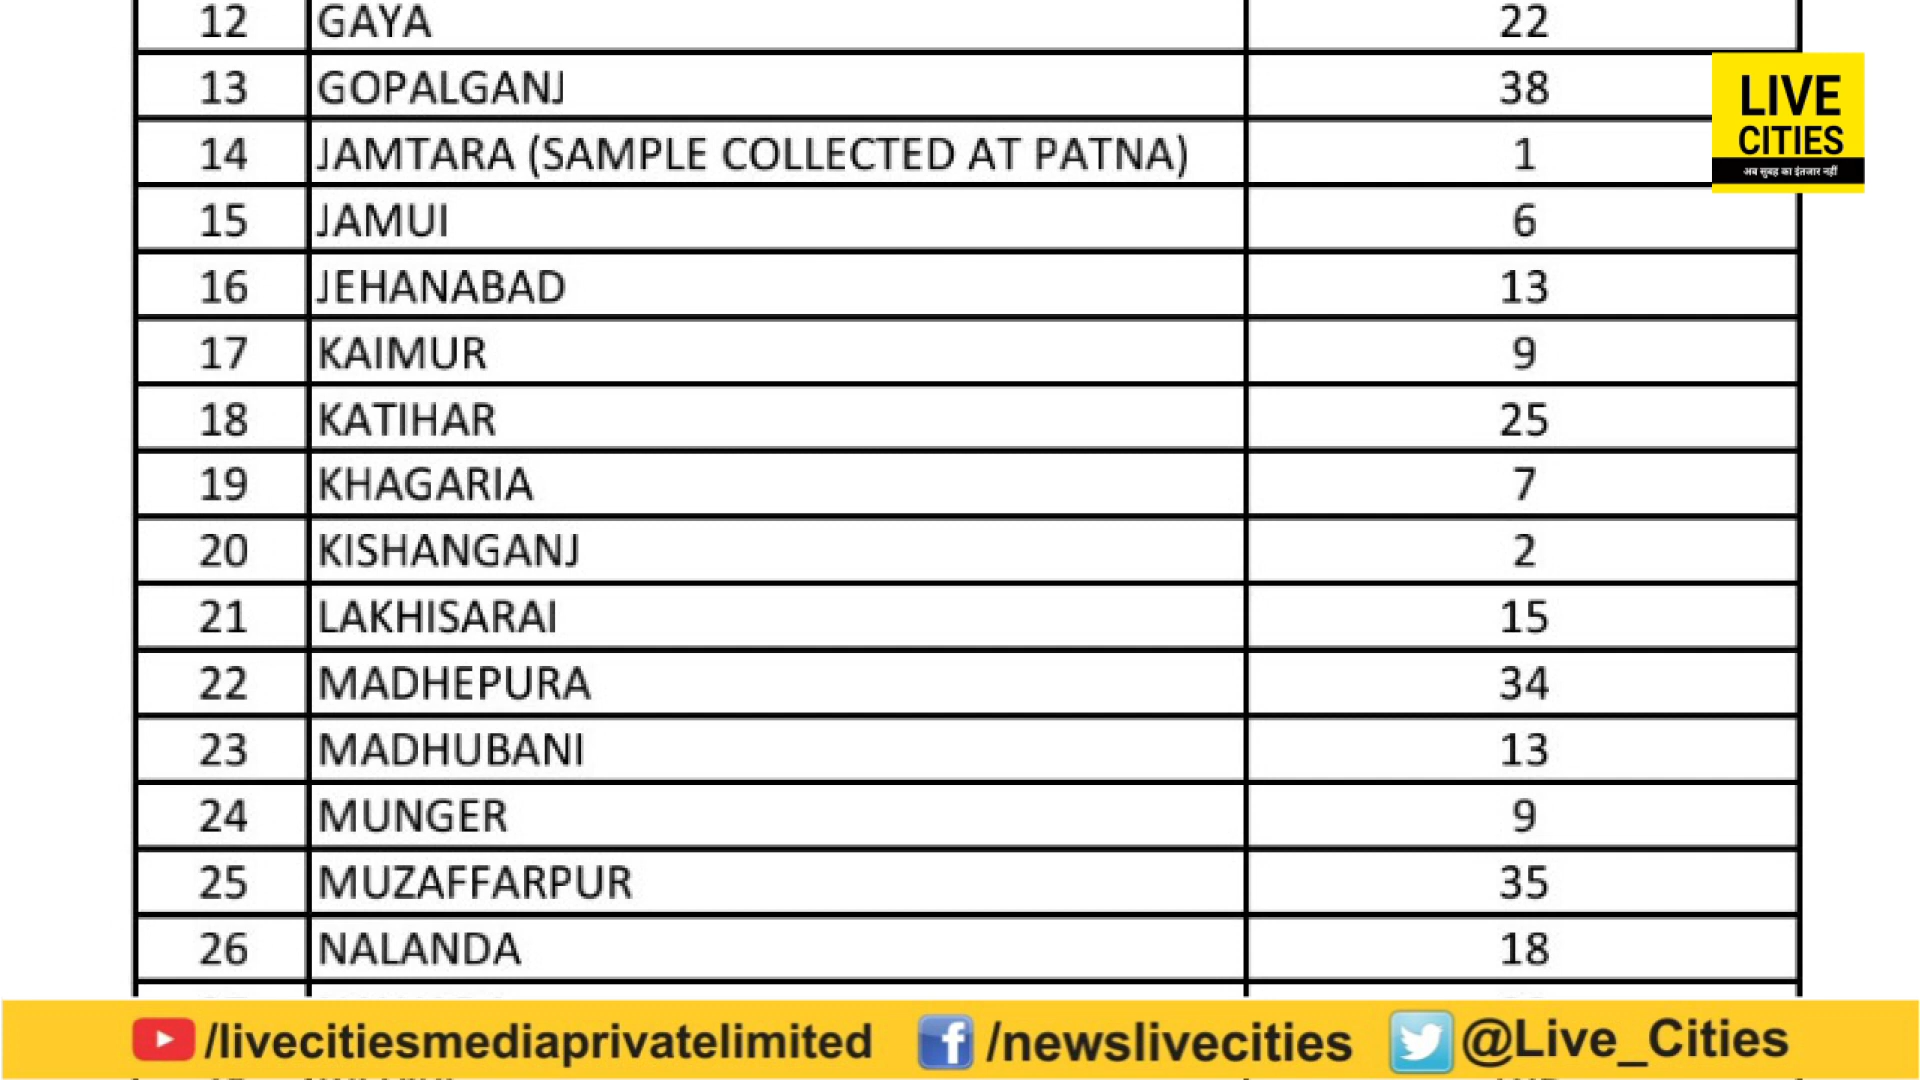 12 GAYA 22
13 GOPALGANJ 38
LIVE
CITIES
अब सुबह का इंतजार नहीं
14 JAMTARA (SAMPLE COLLECTED AT PATNA) 1
15 JAMUI 6
16 JEHANABAD 13
17 KAIMUR 9
18 KATIHAR 25
19 KHAGARIA 7
20 KISHANGANJ 2
21 LAKHISARAI 15
22 MADHEPURA 34
23 MADHUBANI 13
24 MUNGER 9
25 MUZAFFARPUR 35
26 NALANDA 18
/livecitiesmediaprivatelimited /newslivecities @Live_Cities